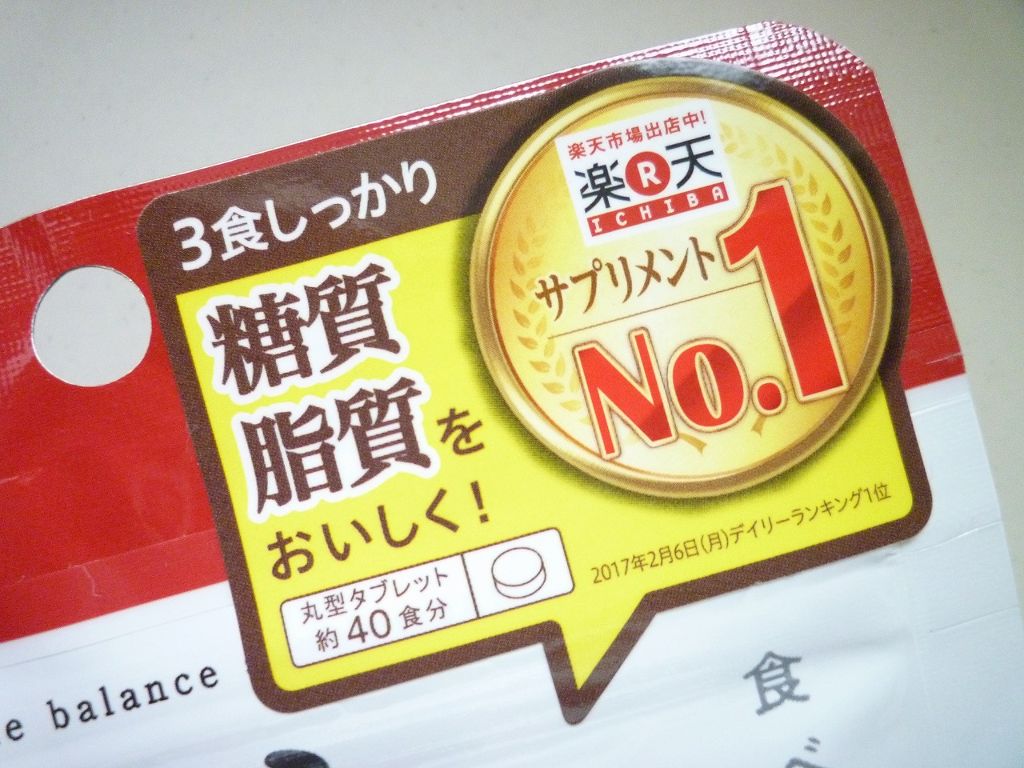 3食しっかり
糖質
脂質を
おいしく!
丸型タブレット
約40食分
楽天市場出店中!
楽R天
ICHIBA
サプリメント
No.1
2017年2月6日(月)デイリーランキング1位
e balance
食